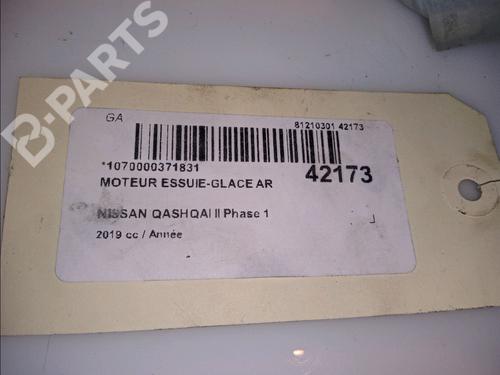 B-PARTS
GA
81210301 42173
*1070000371831
42173
MOTEUR ESSUIE-GLACE AR
NISSAN QASHQAI II Phase 1
2019 cc / Année